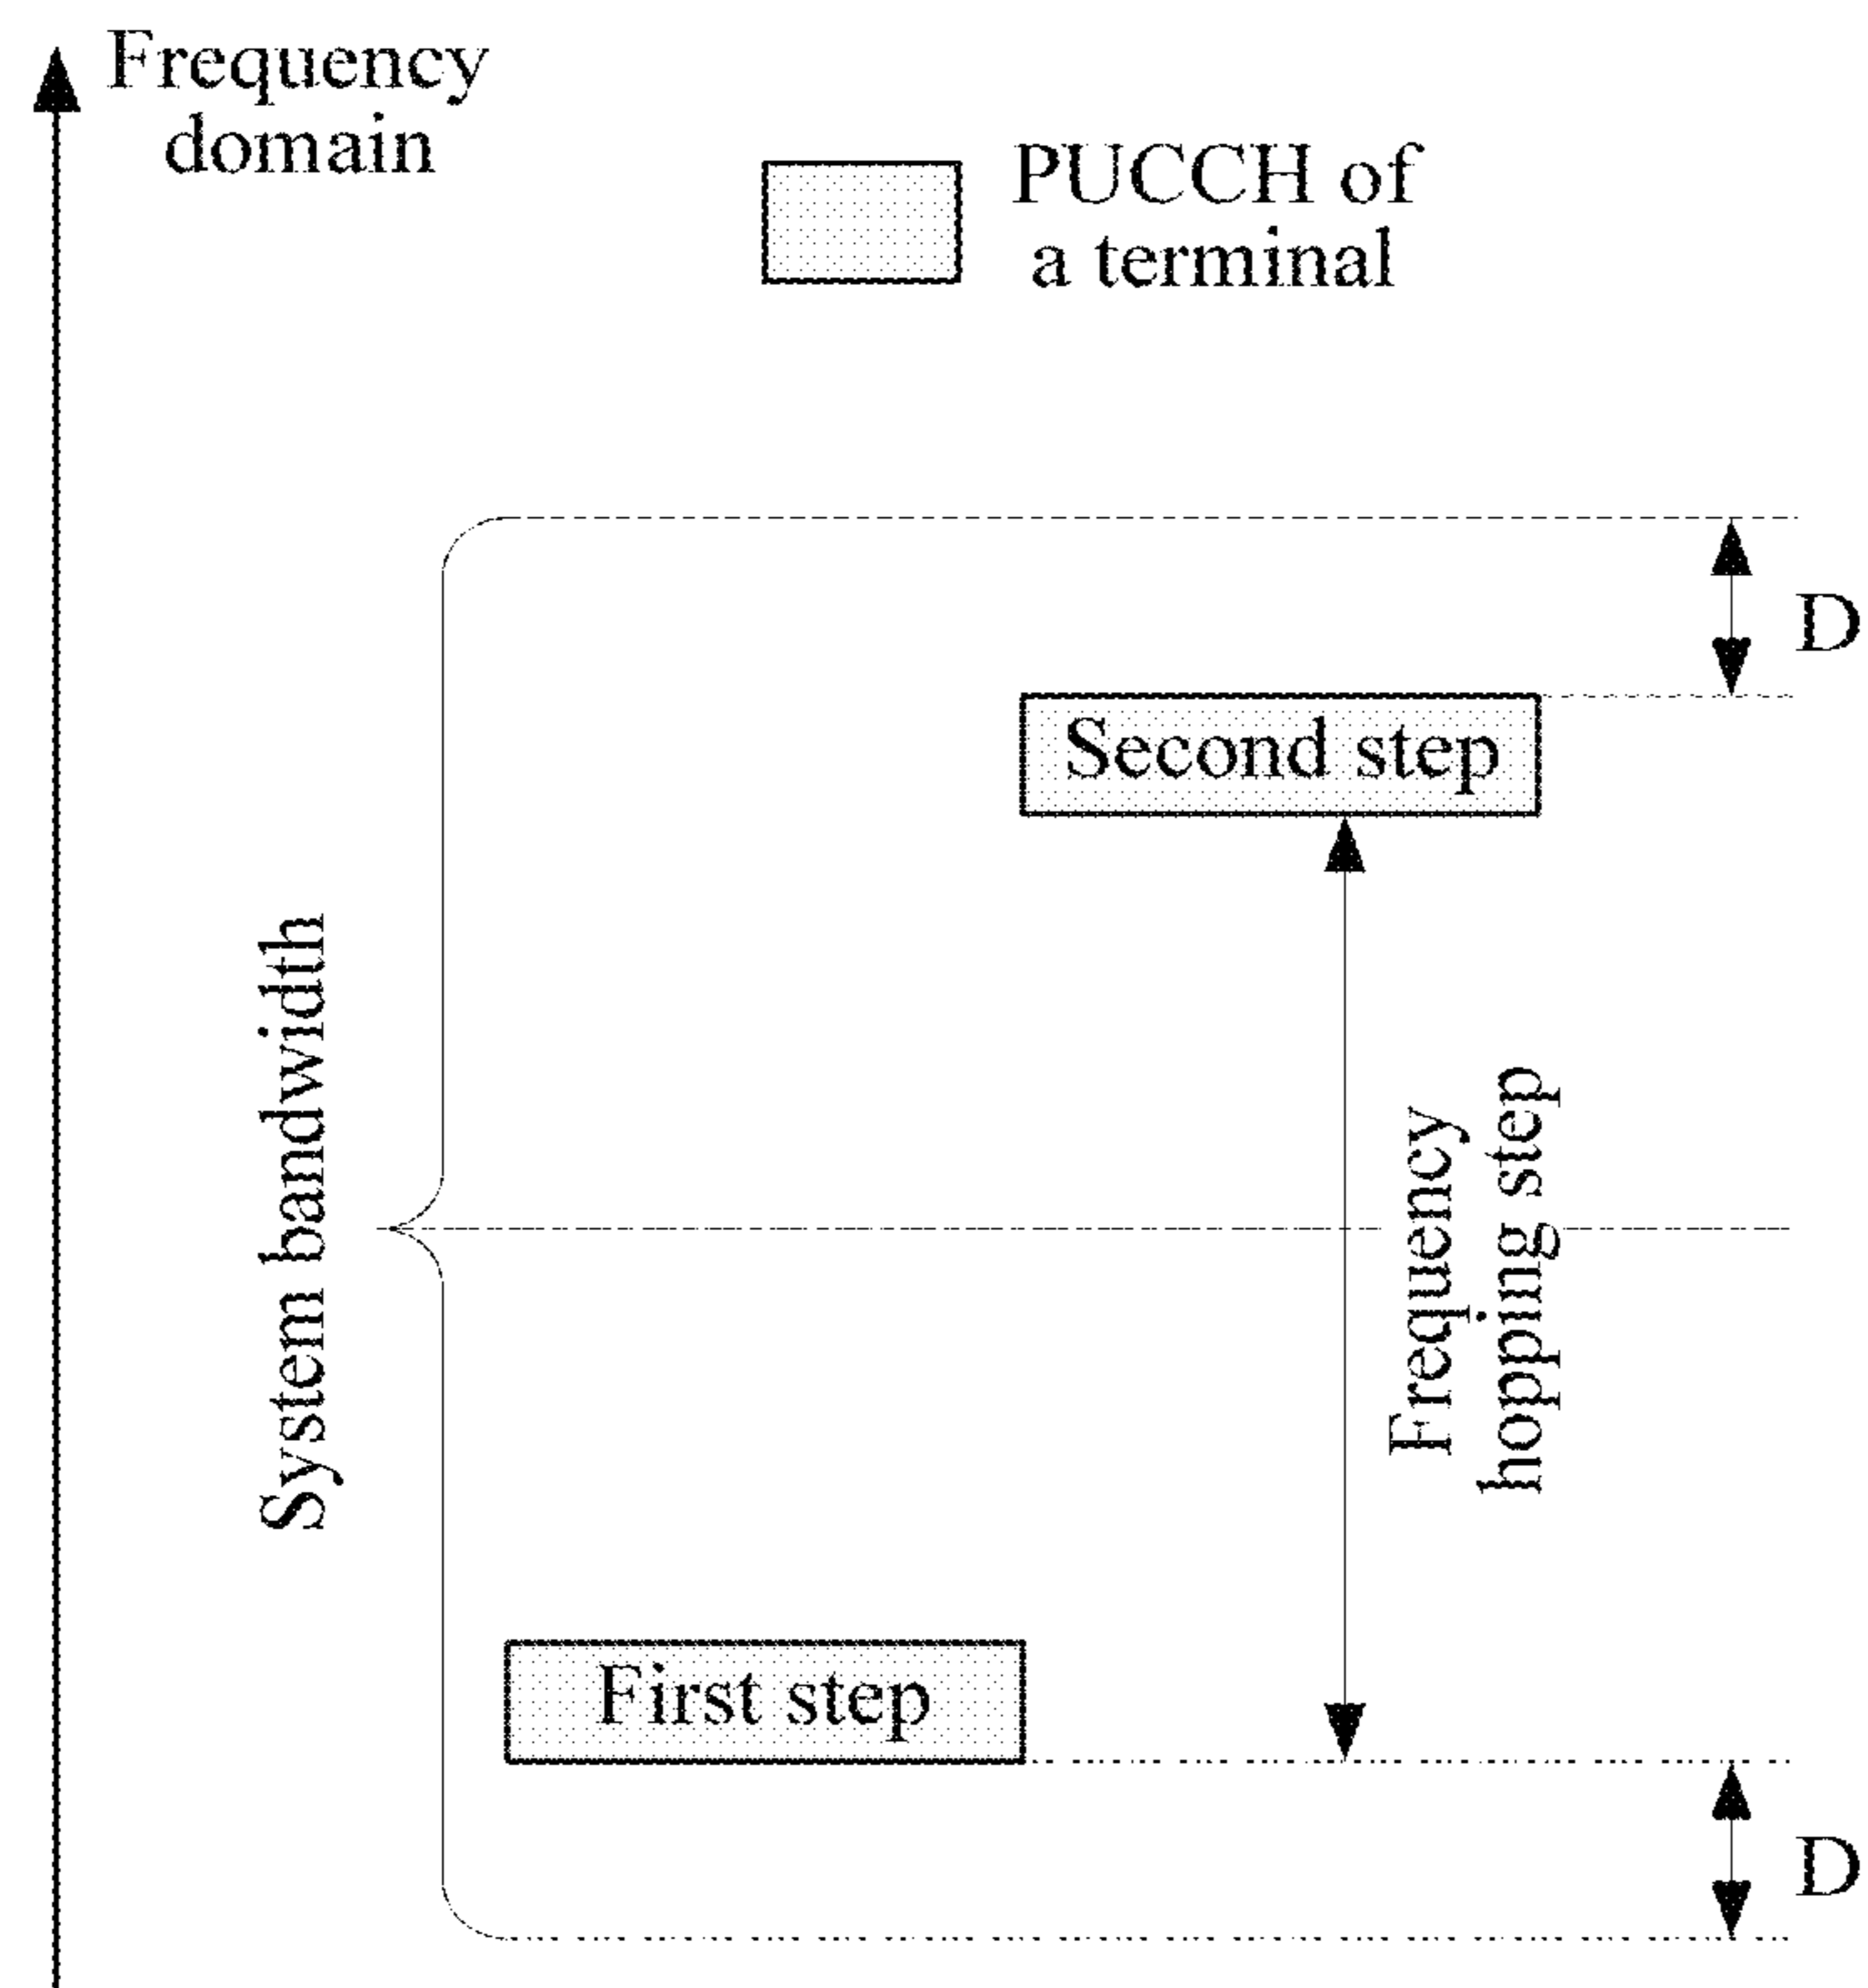 Frequency
domain
PUCCH of
a terminal
D
Second step
System bandwidth
Frequency
hopping step
First step
D